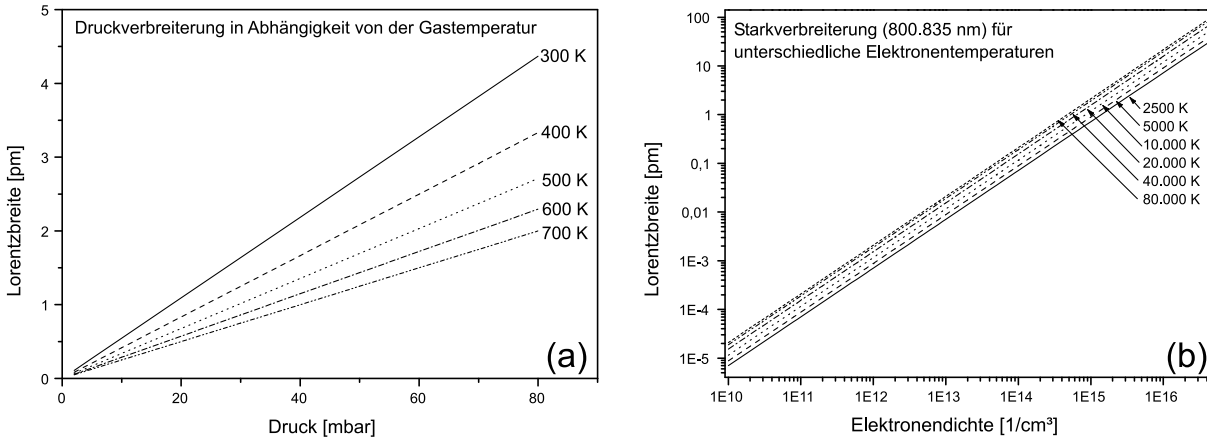 Druckverbreiterung in Abhängigkeit von der Gastemperatur
5
4
3
2
1
0
Lorentzbreite [pm]
300 K
400 K
500 K
600 K
700 K
(a)
0
20
40
60
80
Druck [mbar]
Starkverbreiterung (800.835 nm) für
unterschiedliche Elektronentemperaturen
100
10
1
0,1
0,01
1E-3
1E-4
1E-5
Lorentzbreite [pm]
2500 K
5000 K
10.000 K
20.000 K
40.000 K
80.000 K
(b)
1E10
1E11
1E12
1E13
1E14
1E15
1E16
Elektronendichte [1/cm³]